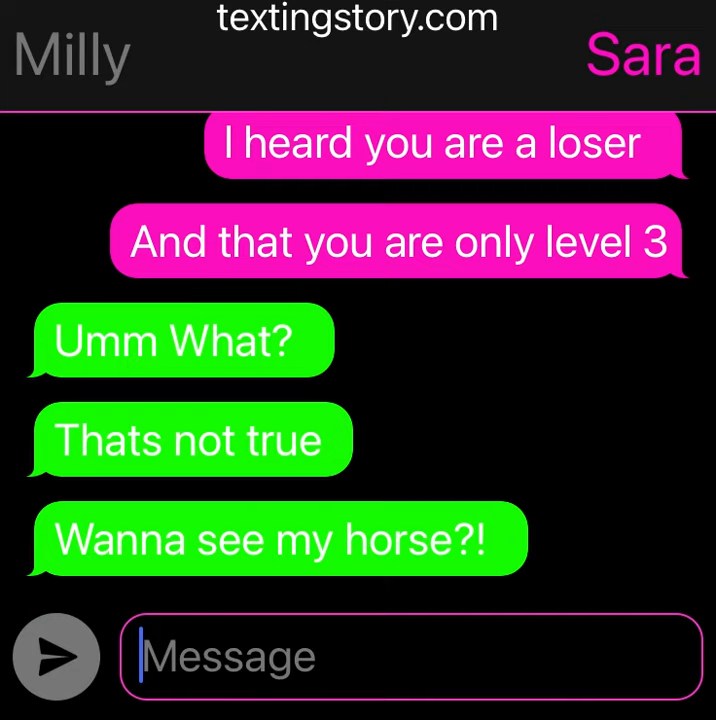 textingstory.com
Milly
Sara
I heard you are a loser
And that you are only level 3
Umm What?
Thats not true
Wanna see my horse?!
Message